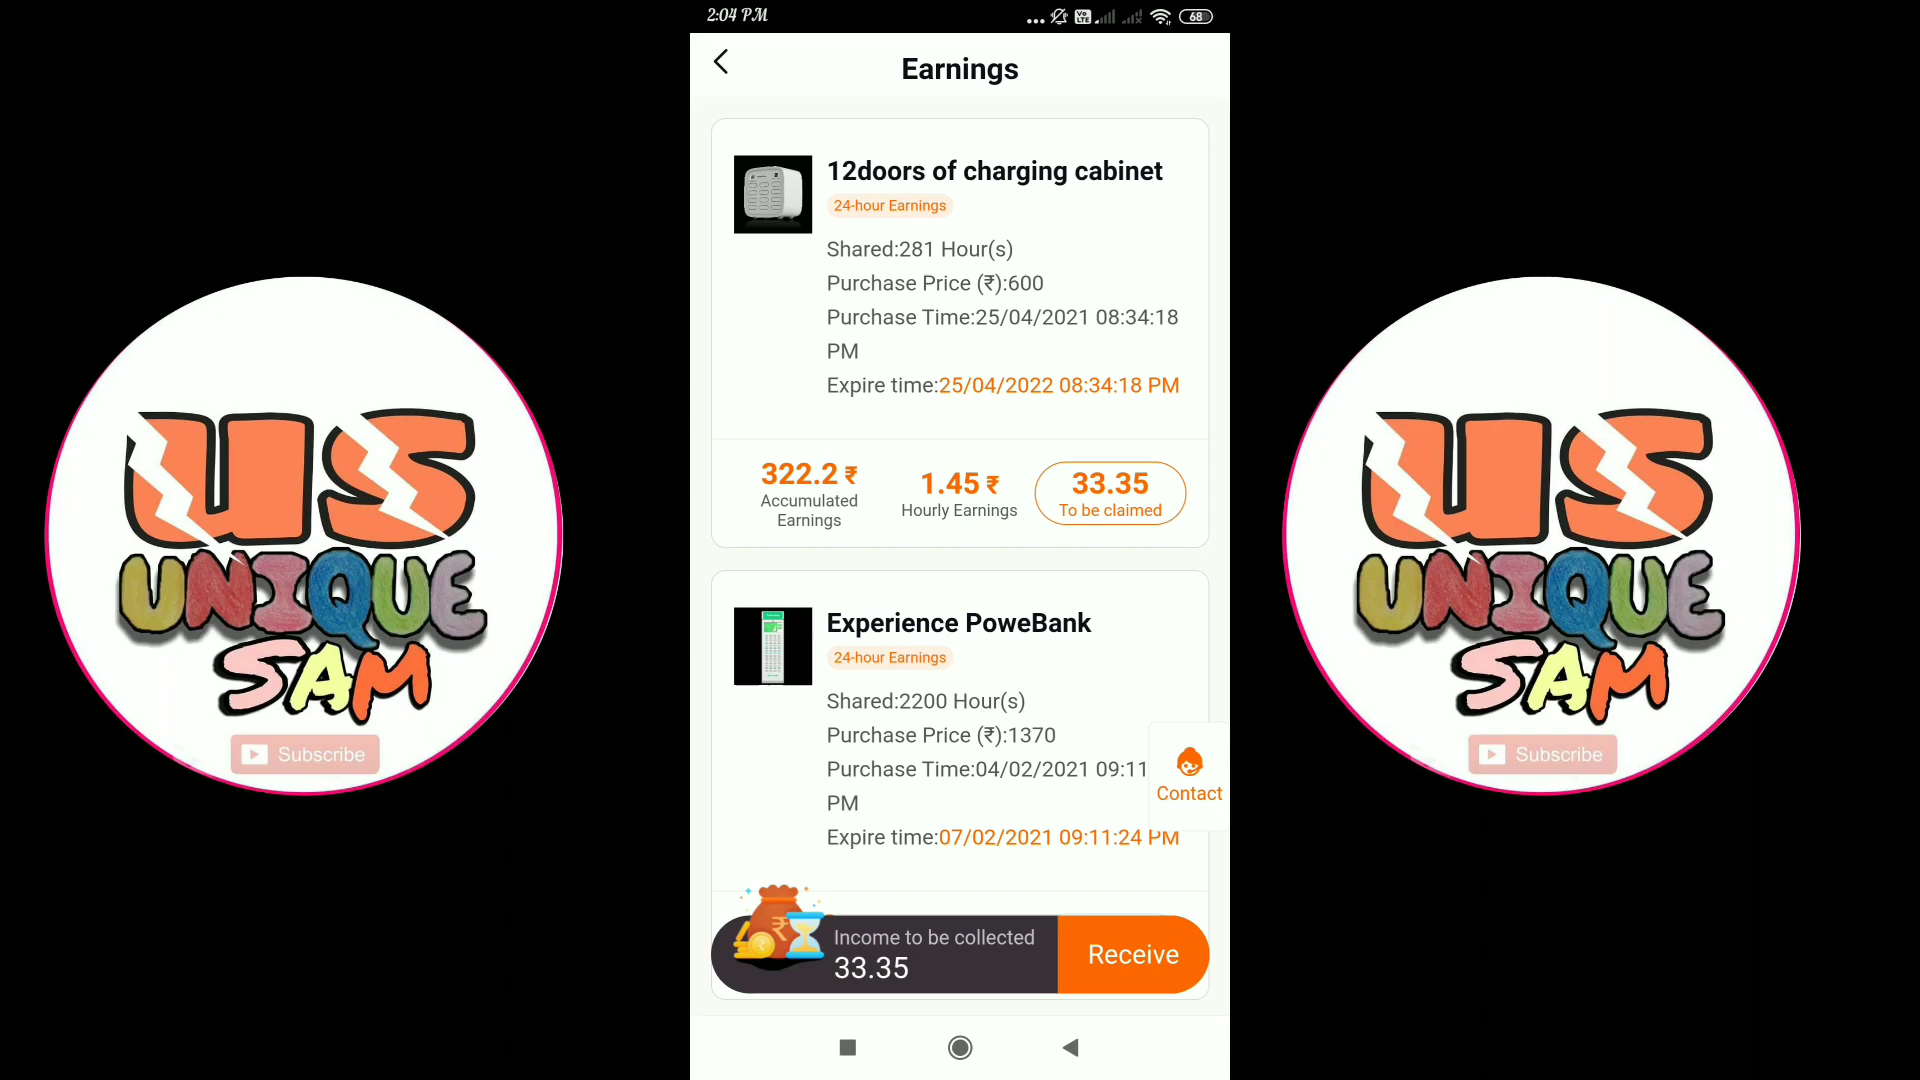 2:04 PM
Vo
LTE
68
Earnings
12doors of charging cabinet
24-hour Earnings
Shared:281 Hour(s)
Purchase Price (₹):600
Purchase Time:25/04/2021 08:34:18
PM
Expire time:25/04/2022 08:34:18 PM
322.2 ₹
Accumulated
Earnings
1.45 ₹
Hourly Earnings
33.35
To be claimed
Experience PoweBank
24-hour Earnings
Shared:2200 Hour(s)
Purchase Price (₹):1370
Purchase Time:04/02/2021 09:11
PM
Expire time:07/02/2021 09:11:24 PM
Contact
Income to be collected
33.35
Receive
US
UNIQUE
SAM
Subscribe
US
UNIQUE
SAM
Subscribe